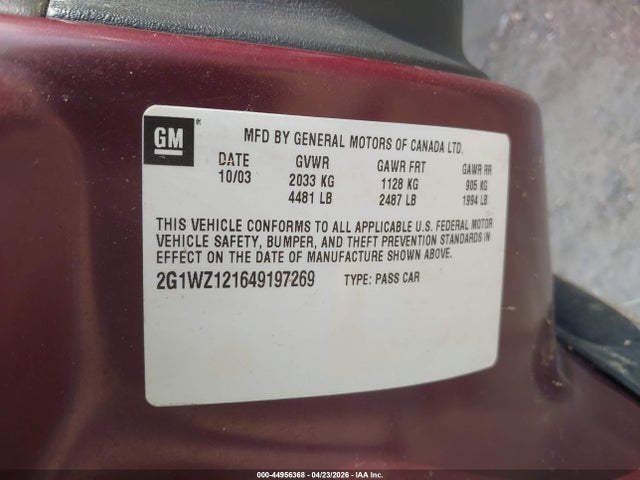 GM®
MFD BY GENERAL MOTORS OF CANADA LTD.
DATE GVWR GAWR FRT GAWR RR
10/03 2033 KG 1128 KG 905 KG
4481 LB 2487 LB 1994 LB
THIS VEHICLE CONFORMS TO ALL APPLICABLE U.S. FEDERAL MOTOR
VEHICLE SAFETY, BUMPER, AND THEFT PREVENTION STANDARDS IN
EFFECT ON THE DATE OF MANUFACTURE SHOWN ABOVE.
2G1WZ121649197269 TYPE: PASS CAR
000-44956368 - 04/23/2026 - IAA Inc.